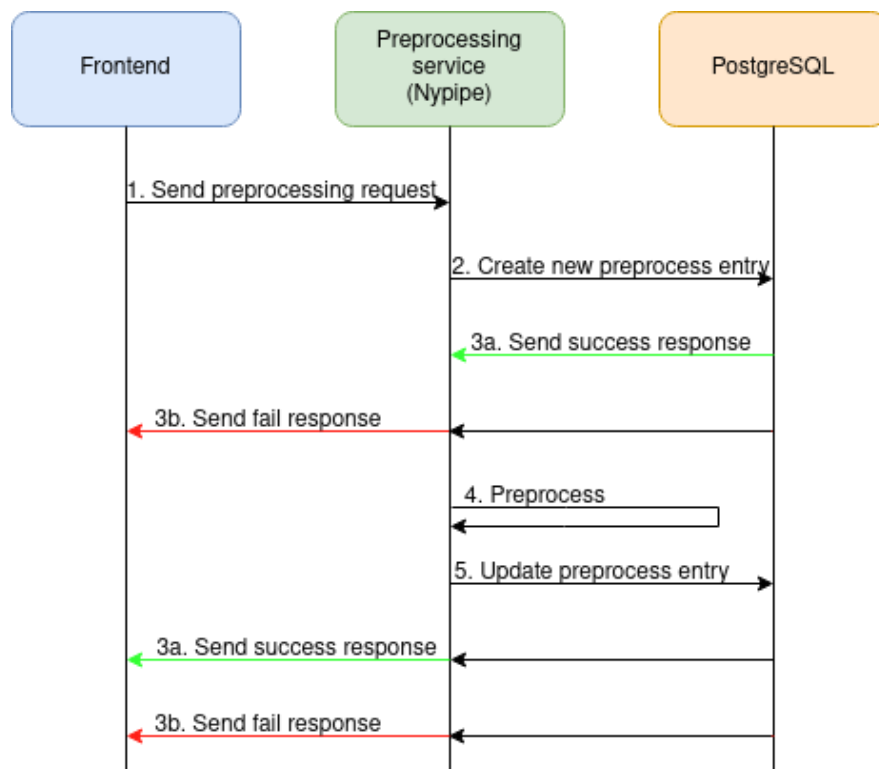 Frontend
Preprocessing
service
(Nypipe)
PostgreSQL
1. Send preprocessing request
2. Create new preprocess entry
3a. Send success response
3b. Send fail response
4. Preprocess
5. Update preprocess entry
3a. Send success response
3b. Send fail response